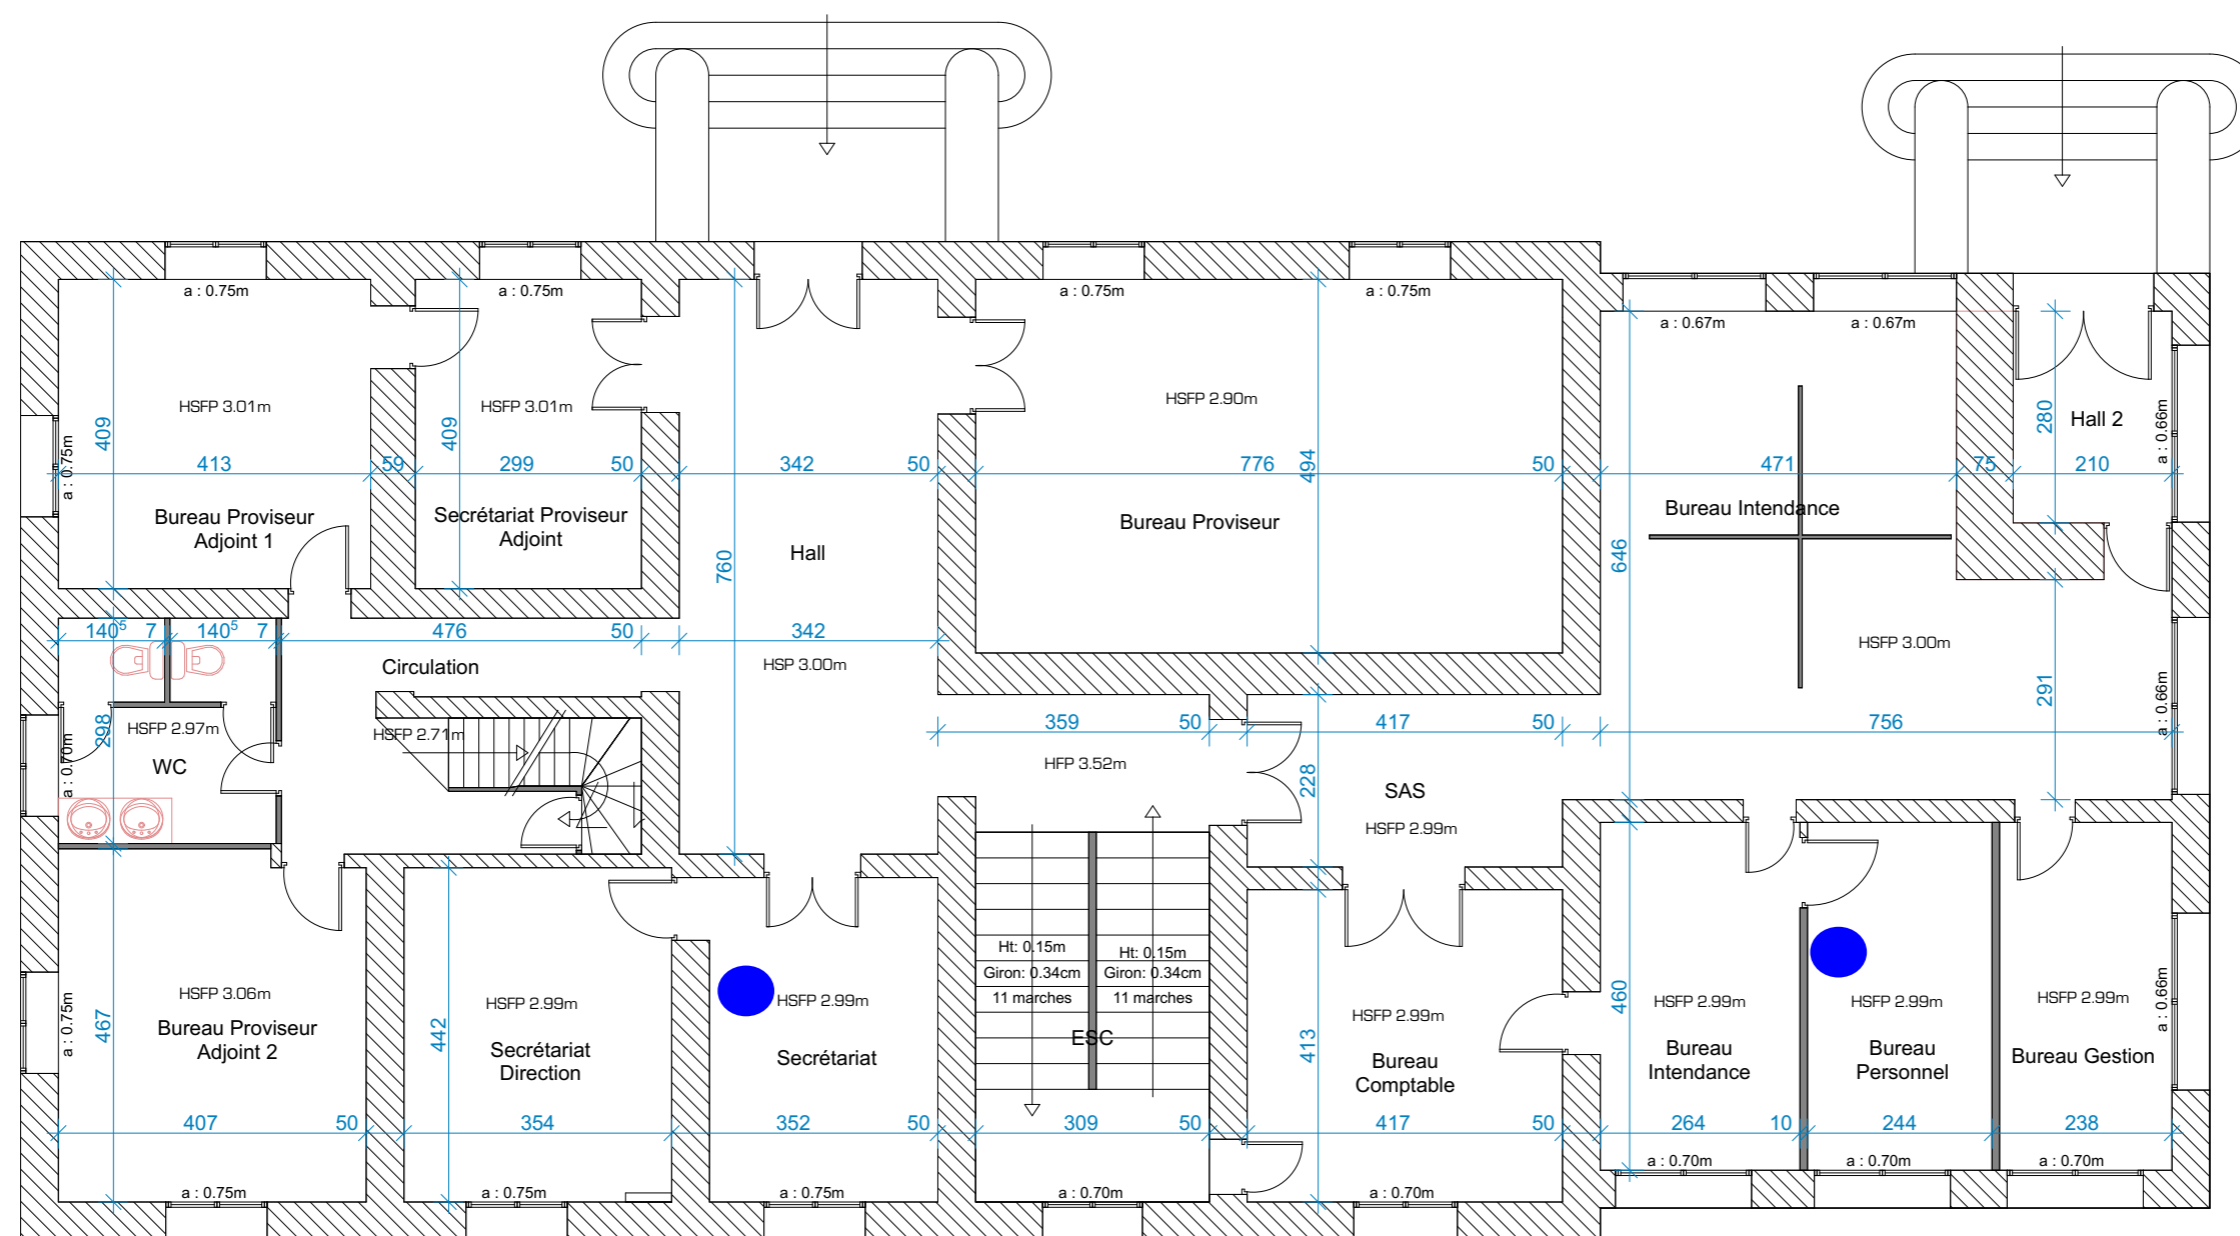 a : 0.75m
a : 0.75m
a : 0.75m
a : 0.75m
a : 0.67m
a : 0.67m
HSFP 3.01m
HSFP 3.01m
HSFP 2.90m
409
409
760
494
646
280
Hall 2
a : 0.66m
a : 0.75m
413
59
299
50
342
50
776
50
471
75
210
Bureau Proviseur
Adjoint 1
Secrétariat Proviseur
Adjoint
Hall
Bureau Proviseur
Bureau Intendance
140⁵
7
140⁵
7
476
50
342
Circulation
HSP 3.00m
HSFP 3.00m
291
a : 0.66m
298
HSFP 2.97m
HSFP 2.71m
WC
a : 0.70m
359
50
417
50
756
HFP 3.52m
228
SAS
HSFP 2.99m
Ht: 0.15m
Giron: 0.34cm
11 marches
Ht: 0.15m
Giron: 0.34cm
11 marches
ESC
HSFP 3.06m
Bureau Proviseur
Adjoint 2
467
a : 0.75m
HSFP 2.99m
Secrétariat
Direction
442
HSFP 2.99m
Secrétariat
HSFP 2.99m
Bureau
Comptable
413
460
HSFP 2.99m
Bureau
Intendance
HSFP 2.99m
Bureau
Personnel
HSFP 2.99m
Bureau Gestion
a : 0.66m
407
50
354
352
50
309
50
417
50
264
10
244
238
a : 0.75m
a : 0.75m
a : 0.75m
a : 0.70m
a : 0.70m
a : 0.70m
a : 0.70m
a : 0.70m